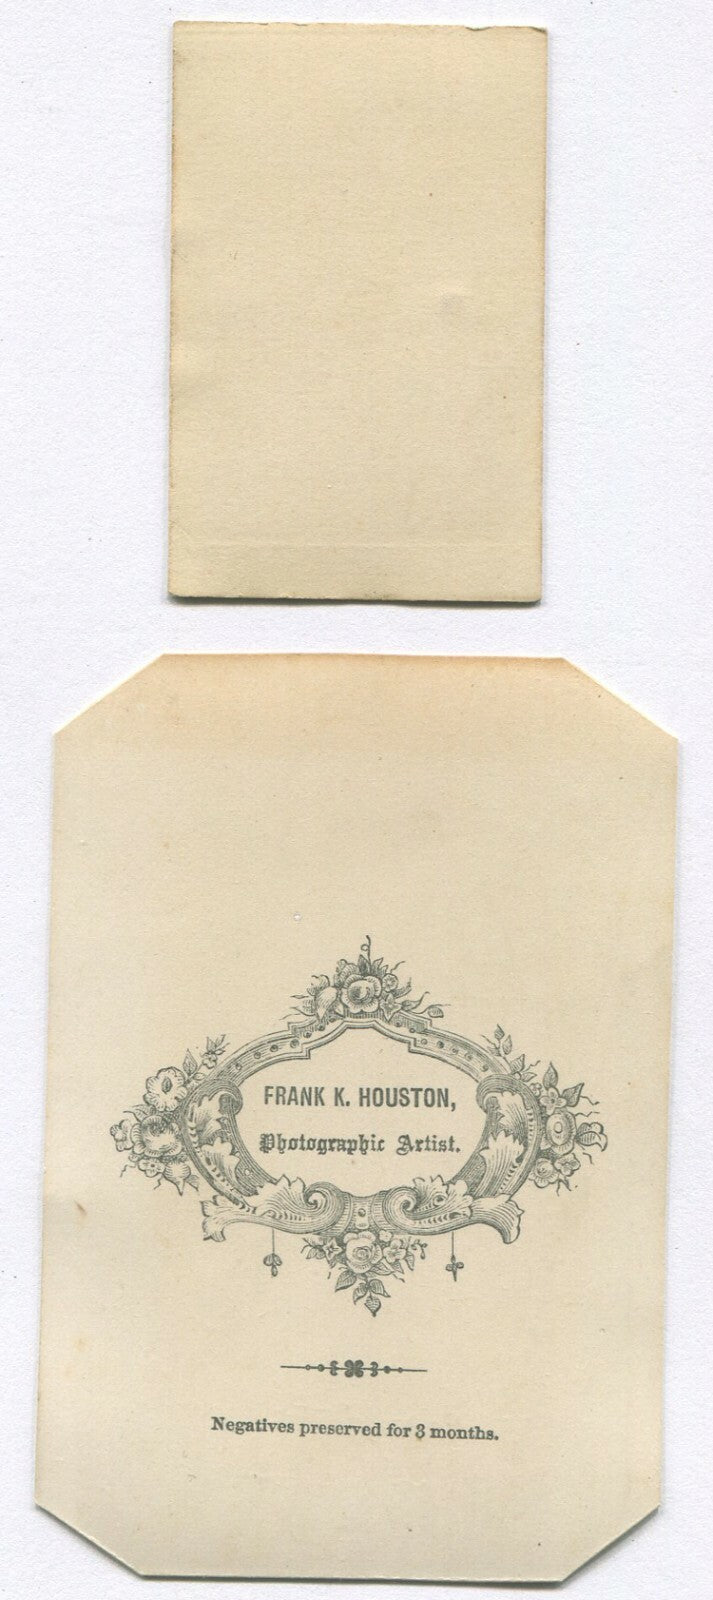 FRANK K. HOUSTON,
Photographic Artist.
Negatives preserved for 3 months.